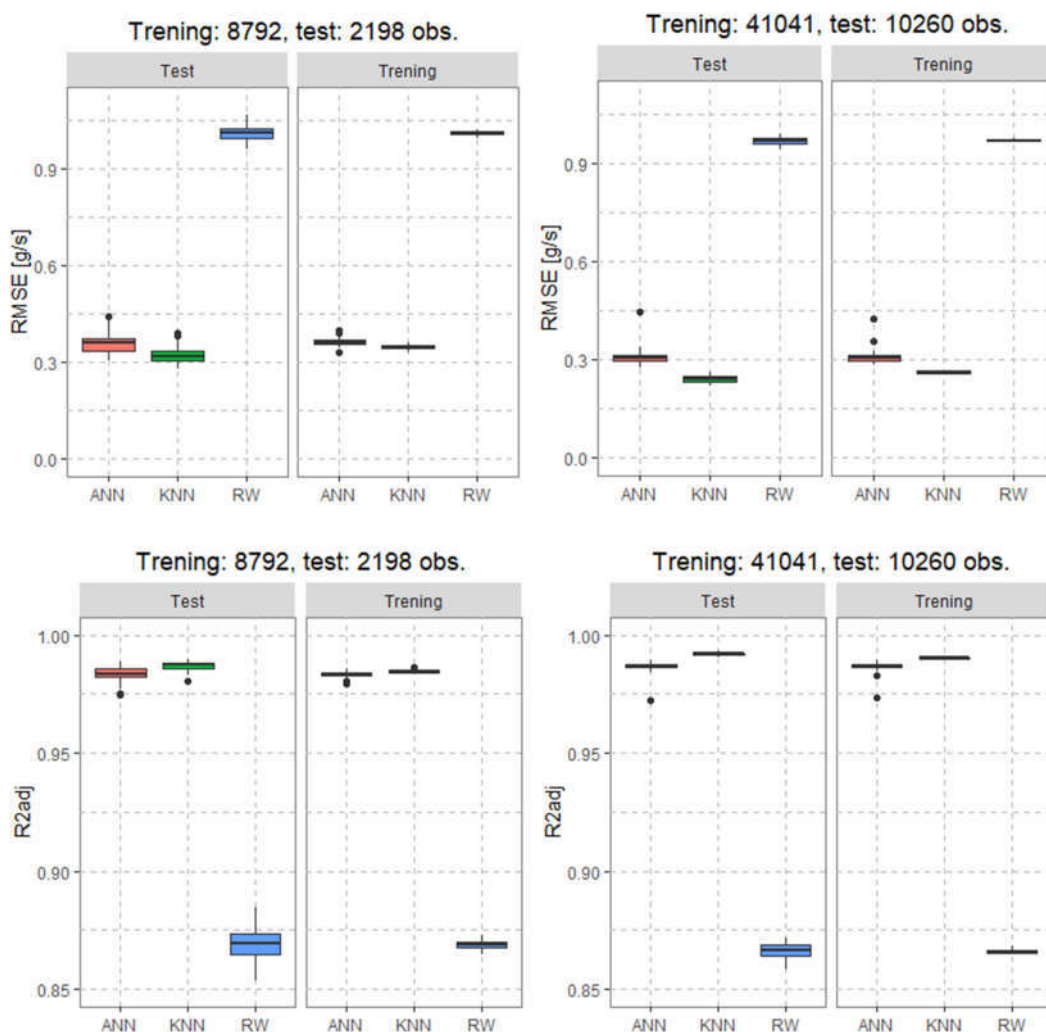 Trening: 8792, test: 2198 obs.
Test
Trening
RMSE [g/s]
0.9
0.6
0.3
0.0
ANN KNN RW
ANN KNN RW
Trening: 41041, test: 10260 obs.
Test
Trening
RMSE [g/s]
0.9
0.6
0.3
0.0
ANN KNN RW
ANN KNN RW
Trening: 8792, test: 2198 obs.
Test
Trening
R2adj
1.00
0.95
0.90
0.85
ANN KNN RW
ANN KNN RW
Trening: 41041, test: 10260 obs.
Test
Trening
R2adj
1.00
0.95
0.90
0.85
ANN KNN RW
ANN KNN RW